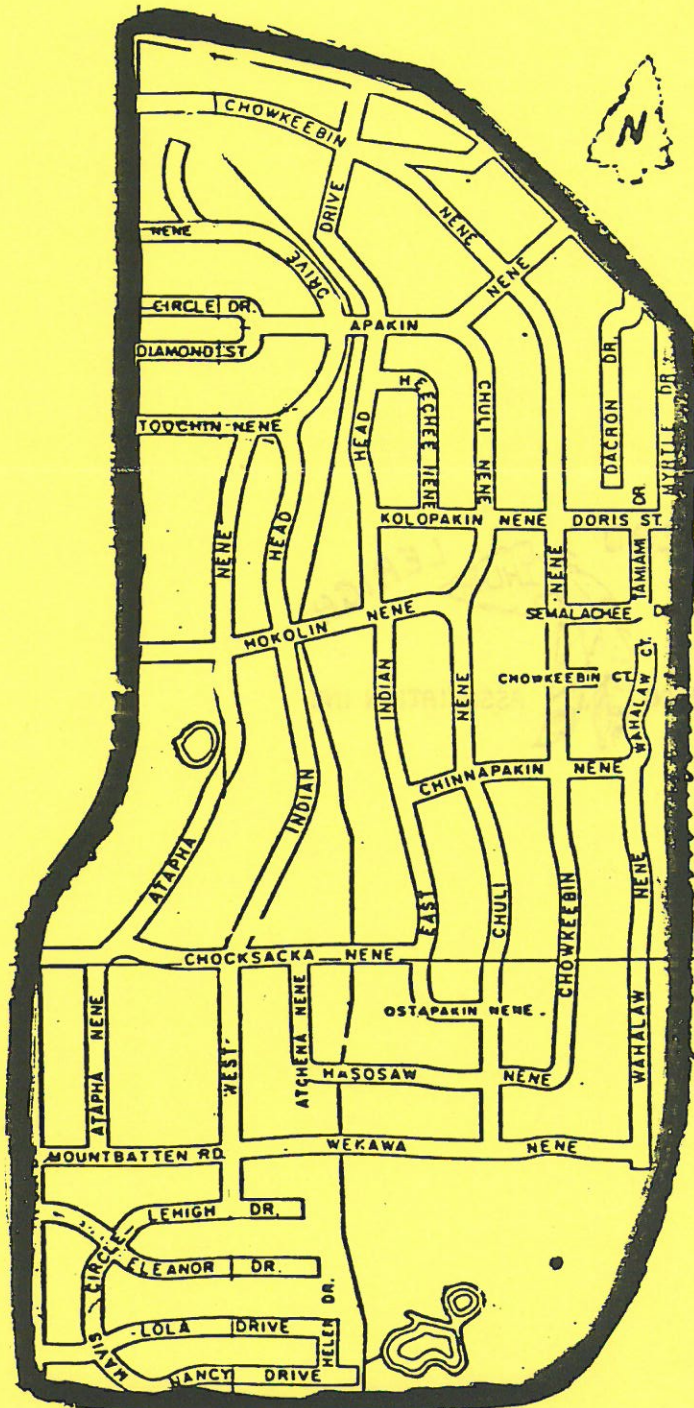 N
CHOWKEEBIN
DRIVE
NENE
NENE
DRIVE
NENE
CIRCLE DR.
DIAMOND ST
APAKIN
HEECHEE NENE
CHULI NENE
DACRON DR.
MYRTLE DR
HEAD
TOOCHIN NENE
NENE
HEAD
KOLOPAKIN NENE
DORIS ST.
NENE
TAMIAMI DR
SEMALACHEE D
HOKOLIN NENE
INDIAN
NENE
CHOWKEEBIN CT.
WAHALAW CT.
CHINNAPAKIN NENE
INDIAN
ATAPHA
EAST
CHULI
CHOWKEEBIN
NENE
WAHALAW
CHOCKSACKA NENE
ATAPHA NENE
WEST
ATCHENA NENE
OSTAPAKIN NENE.
HASOSAW NENE
MOUNTBATTEN RD
WEKAWA NENE
LEHIGH DR.
CIRCLE
ELEANOR DR.
MAVIS
LOLA DRIVE
HELEN DR.
NANCY DRIVE